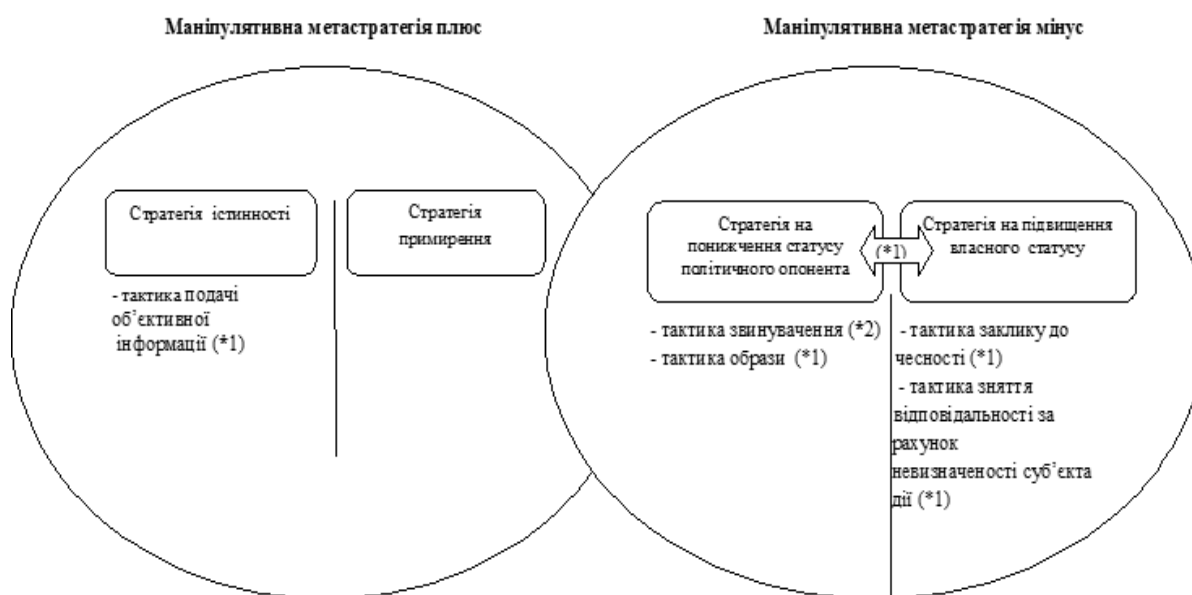 Маніпулятивна метастратегія плюс
Маніпулятивна метастратегія мінус
Стратегія істинності
Стратегія
примирення
- тактика подачі
об’єктивної
інформації (*1)
Стратегія на
понижчення статусу
політичного опонента
(*1)
Стратегія на підвищення
власного статусу
- тактика звинувачення (*2)
- тактика образи (*1)
- тактика заклику до
чесності (*1)
- тактика зняття
відповідальності за
рахунок
невизначеності суб’єкта
дії (*1)